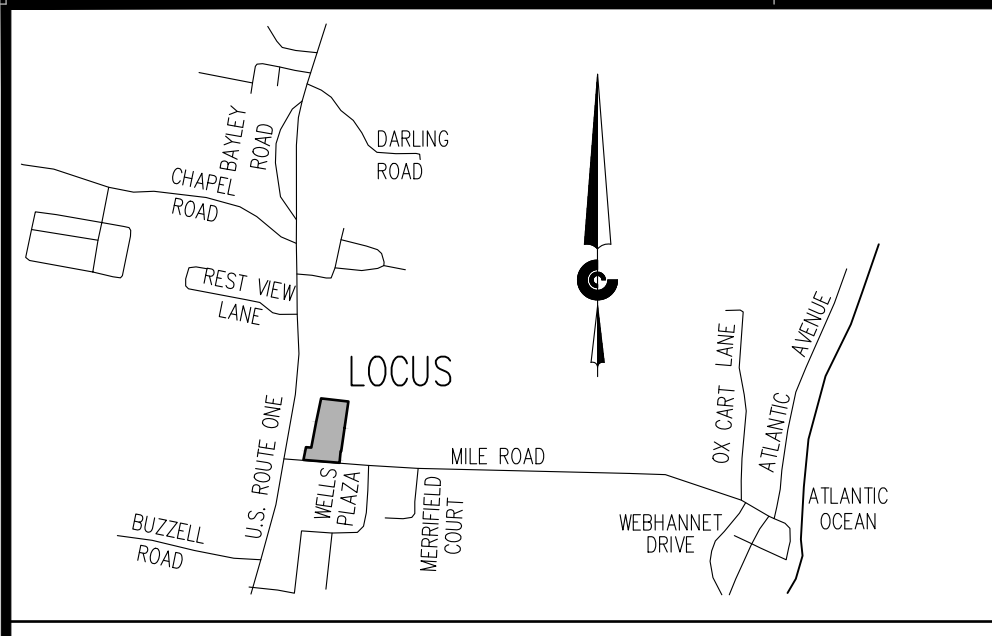 BAYLEY
ROAD
DARLING
ROAD
CHAPEL
ROAD
REST VIEW
LANE
LOCUS
U.S. ROUTE ONE
MILE ROAD
WELLS
PLAZA
MERRIFIELD
COURT
BUZZELL
ROAD
OX CART LANE
ATLANTIC AVENUE
WEBHANNET
DRIVE
ATLANTIC
OCEAN